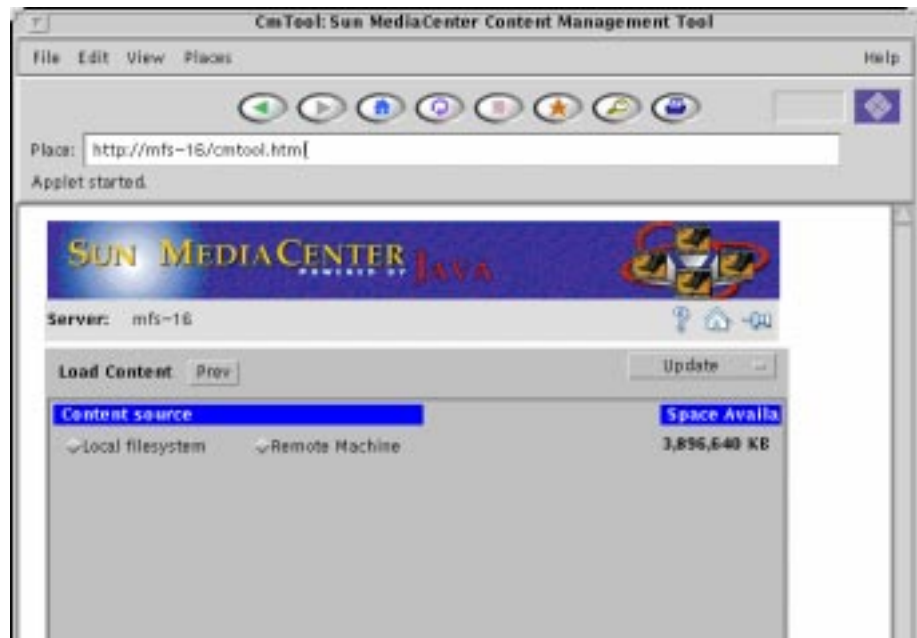 CmTool: Sun MediaCenter Content Management Tool
File Edit View Places Help
Place: http://mfs-16/cmtool.htm
Applet started.
SUN MEDIACENTER
POWERED BY JAVA
Server: mfs-16
Load Content Prev Update
Content source Space Availa
Local filesystem Remote Machine 3,896,640 KB